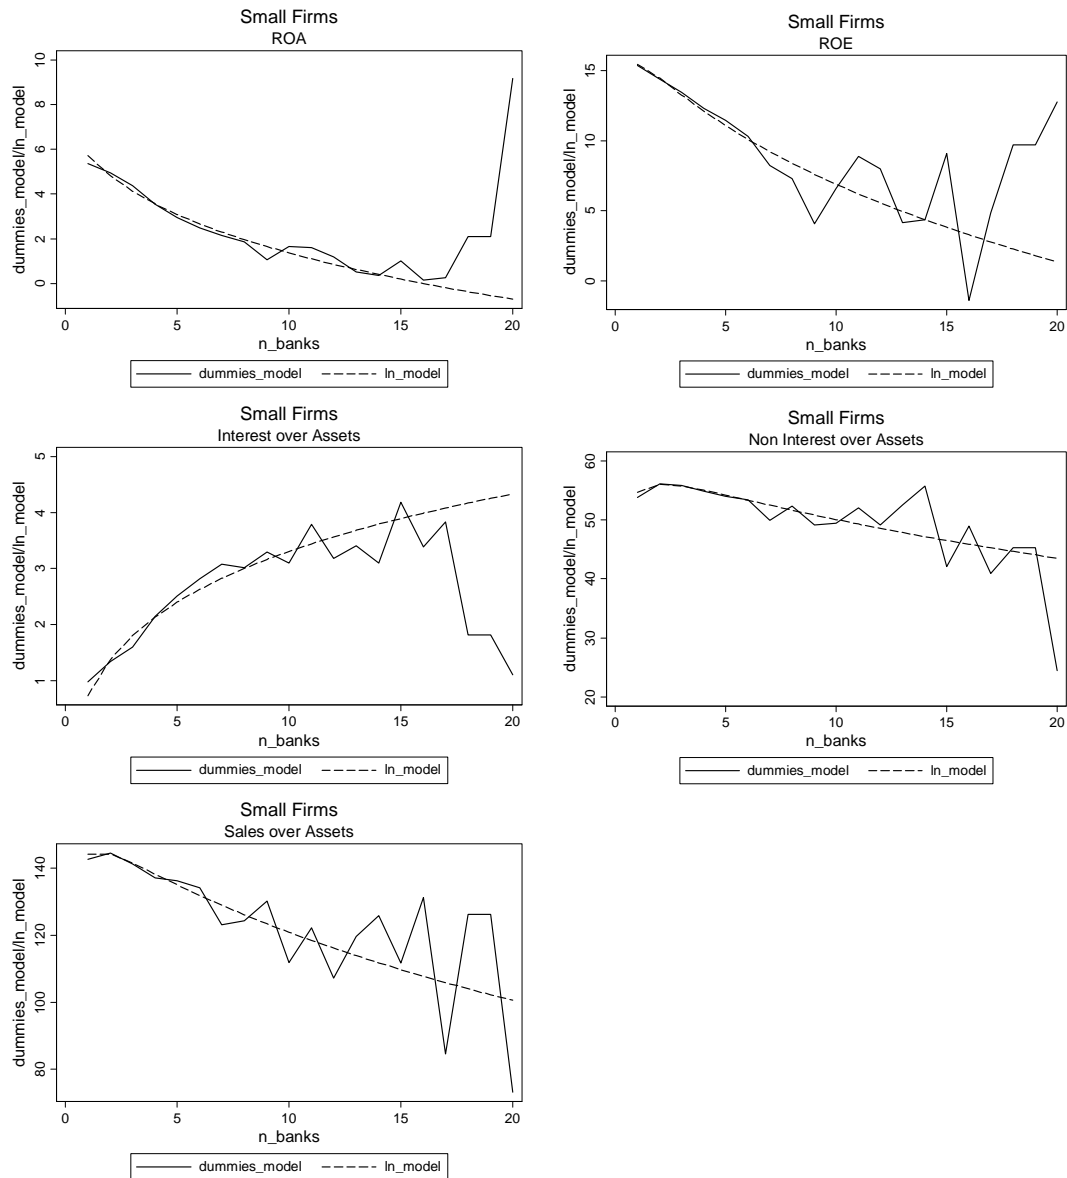 Small Firms
ROA
dummies_model/ln_model
10
8
6
4
2
0
0 5 10 15 20
n_banks
dummies_model ln_model
Small Firms
ROE
dummies_model/ln_model
15
10
5
0
0 5 10 15 20
n_banks
dummies_model ln_model
Small Firms
Interest over Assets
dummies_model/ln_model
5
4
3
2
1
0 5 10 15 20
n_banks
dummies_model ln_model
Small Firms
Non Interest over Assets
dummies_model/ln_model
60
50
40
30
20
0 5 10 15 20
n_banks
dummies_model ln_model
Small Firms
Sales over Assets
dummies_model/ln_model
140
120
100
80
0 5 10 15 20
n_banks
dummies_model ln_model